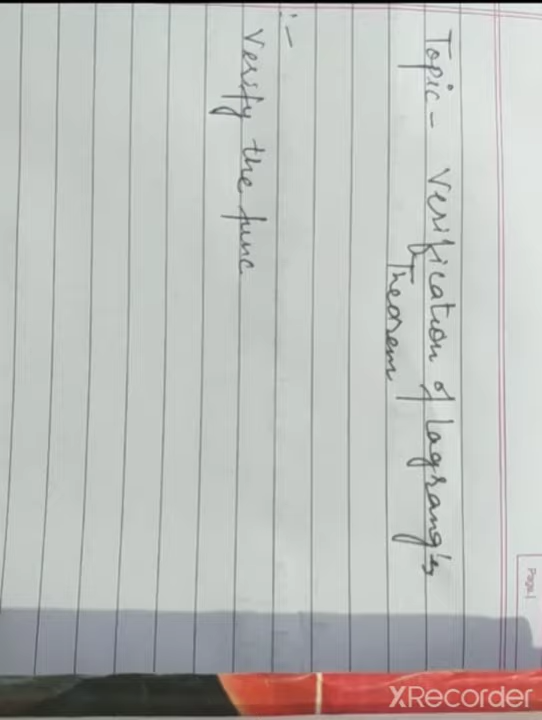 Page
Topic - Verification of Lagrang's
Theorem
:-
Verify the func
XRecorder